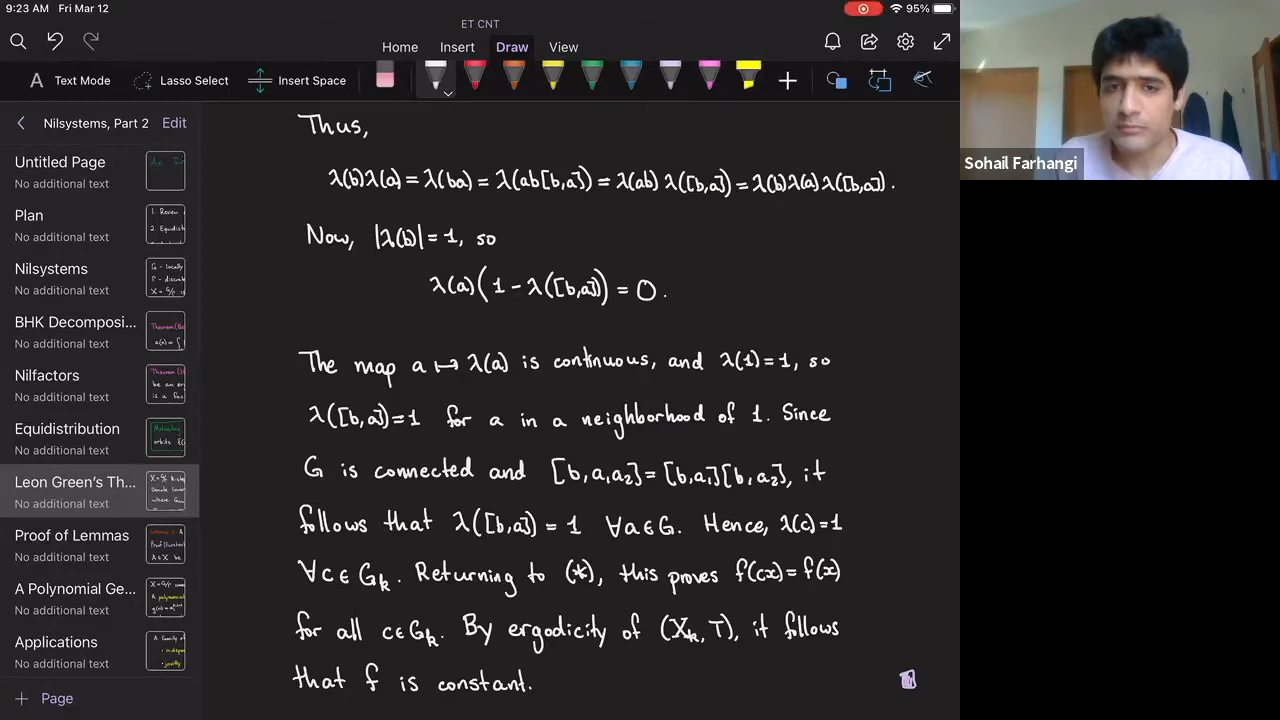 9:23 AM Fri Mar 12
95%
ET CNT
Home Insert Draw View
Text Mode
Lasso Select
Insert Space
Nilsystems, Part 2 Edit
Untitled Page
No additional text
Plan
No additional text
Nilsystems
No additional text
BHK Decomposi...
No additional text
Nilfactors
No additional text
Equidistribution
No additional text
Leon Green's Th...
No additional text
Proof of Lemmas
No additional text
A Polynomial Ge...
No additional text
Applications
No additional text
Page
Thus,
λ(b)λ(a) = λ(ba) = λ(ab[b,a]) = λ(ab) λ([b,a]) = λ(b)λ(a)λ([b,a]).
Now, |λ(b)| = 1, so
λ(a)(1 - λ([b,a])) = 0.
The map a ↦ λ(a) is continuous, and λ(1) = 1, so
λ([b,a]) = 1 for a in a neighborhood of 1. Since
G is connected and [b, a₁a₂] = [b,a₁][b,a₂], it
follows that λ([b,a]) = 1 ∀a∈G. Hence, λ(c) = 1
∀c∈Gₖ. Returning to (*), this proves f(cx) = f(x)
for all c∈Gₖ. By ergodicity of (Xₖ, T), it follows
that f is constant.
Sohail Farhangi